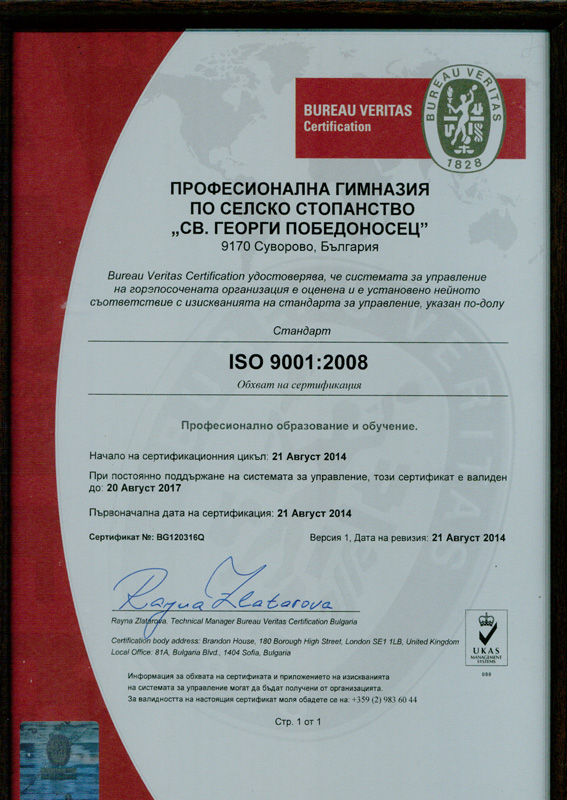 BUREAU VERITAS
Certification
BUREAU VERITAS
1828
ПРОФЕСИОНАЛНА ГИМНАЗИЯ
ПО СЕЛСКО СТОПАНСТВО
„СВ. ГЕОРГИ ПОБЕДОНОСЕЦ”
9170 Суворово, България
Bureau Veritas Certification удостоверява, че системата за управление
на горепосочената организация е оценена и е установено нейното
съответствие с изискванията на стандарта за управление, указан по-долу
Стандарт
ISO 9001:2008
Обхват на сертификация
Професионално образование и обучение.
Начало на сертификационния цикъл: 21 Август 2014
При постоянно поддържане на системата за управление, този сертификат е валиден
до: 20 Август 2017
Първоначална дата на сертификация: 21 Август 2014
Сертификат №: BG120316Q
Версия 1, Дата на ревизия: 21 Август 2014
Rayna Zlatarova
Rayna Zlatarova. Technical Manager Bureau Veritas Certification Bulgaria
Certification body address: Brandon House, 180 Borough High Street, London SE1 1LB, United Kingdom
Local Office: 81A, Bulgaria Blvd., 1404 Sofia, Bulgaria
UKAS
MANAGEMENT
SYSTEMS
008
Информация за обхвата на сертификата и приложението на изискванията
на системата за управление могат да бъдат получени от организацията.
За валидността на настоящия сертификат моля обадете се на: +359 (2) 983 60 44
Стр. 1 от 1